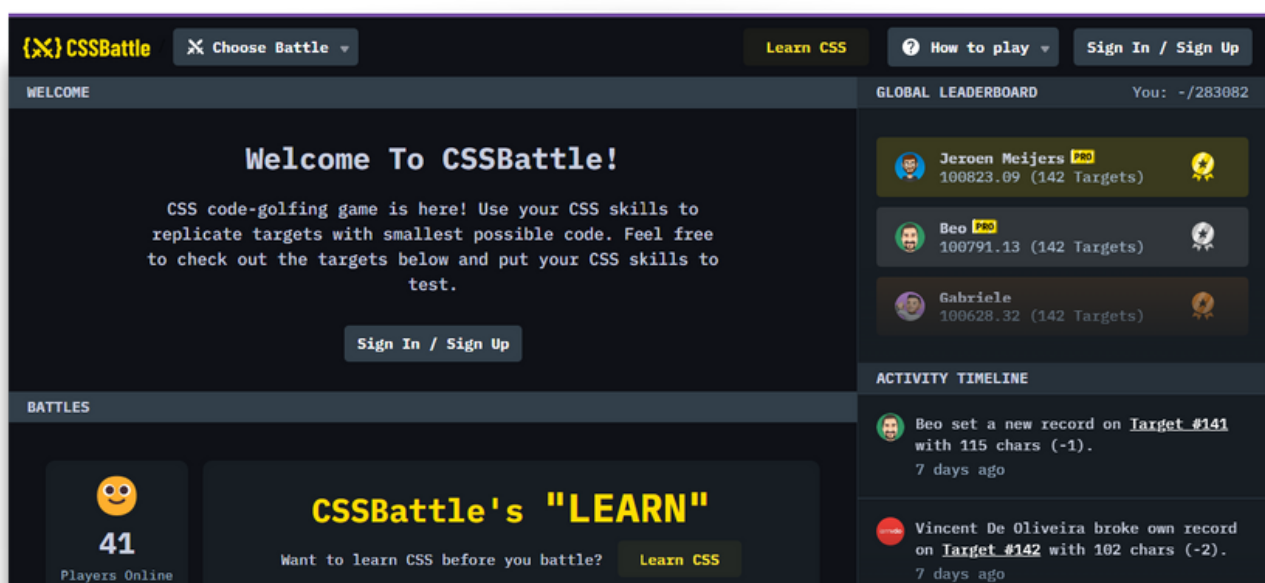 {X} CSSBattle
Choose Battle
Learn CSS
How to play
Sign In / Sign Up
WELCOME
Welcome To CSSBattle!
CSS code-golfing game is here! Use your CSS skills to
replicate targets with smallest possible code. Feel free
to check out the targets below and put your CSS skills to
test.
Sign In / Sign Up
BATTLES
41
Players Online
CSSBattle's "LEARN"
Want to learn CSS before you battle?
Learn CSS
GLOBAL LEADERBOARD
You: -/283082
Jeroen Meijers PRO
100823.09 (142 Targets)
Beo PRO
100791.13 (142 Targets)
Gabriele
100628.32 (142 Targets)
ACTIVITY TIMELINE
Beo set a new record on Target #141
with 115 chars (-1).
7 days ago
Vincent De Oliveira broke own record
on Target #142 with 102 chars (-2).
7 days ago